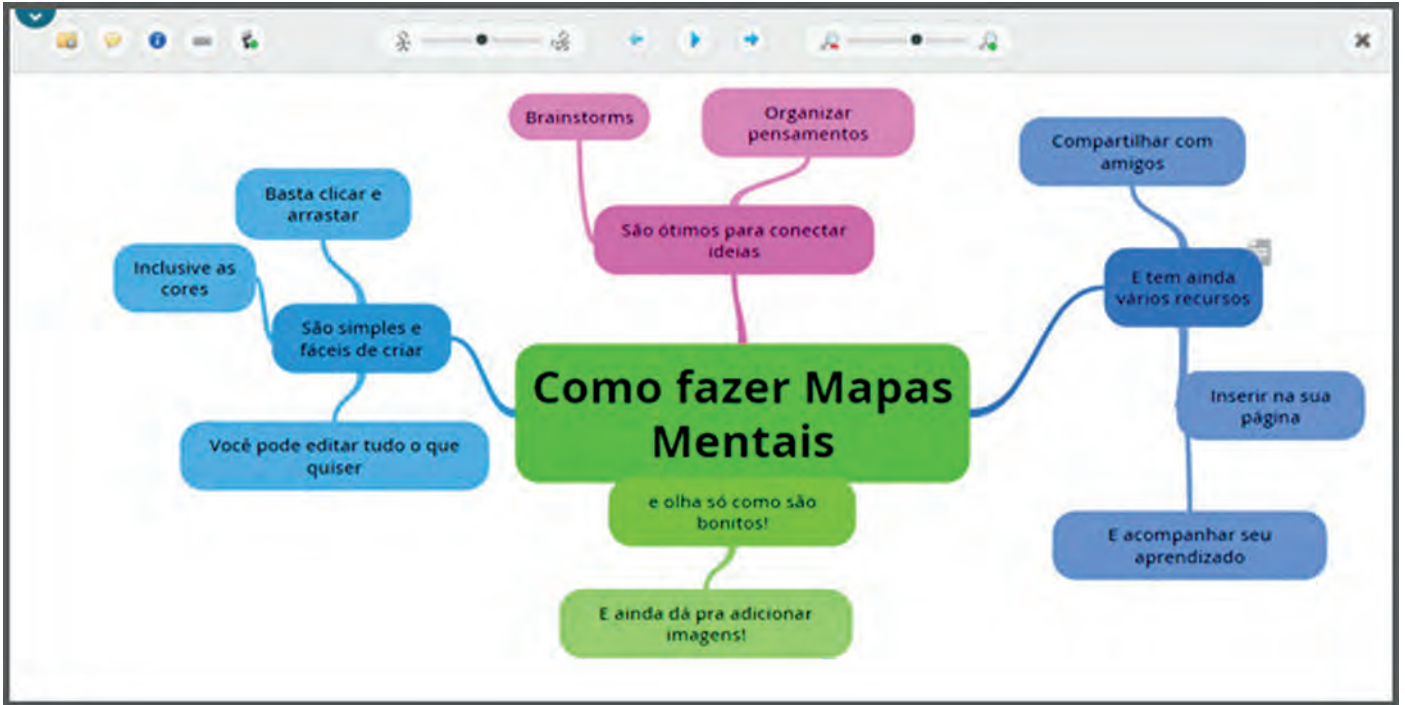 Brainstorms
Organizar
pensamentos
São ótimos para conectar
ideias
Basta clicar e
arrastar
Inclusive as
cores
São simples e
fáceis de criar
Você pode editar tudo o que
quiser
Compartilhar com
amigos
E tem ainda
vários recursos
Inserir na sua
página
E acompanhar seu
aprendizado
Como fazer Mapas
Mentais
e olha só como são
bonitos!
E ainda dá pra adicionar
imagens!